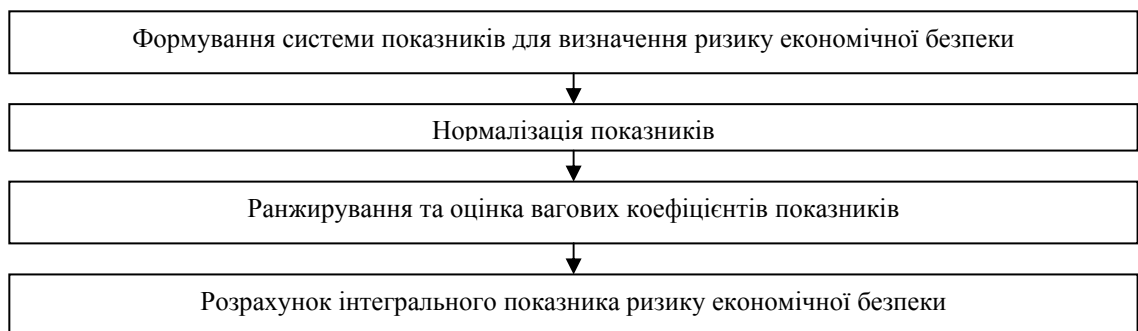 Формування системи показників для визначення ризику економічної безпеки
Нормалізація показників
Ранжирування та оцінка вагових коефіцієнтів показників
Розрахунок інтегрального показника ризику економічної безпеки